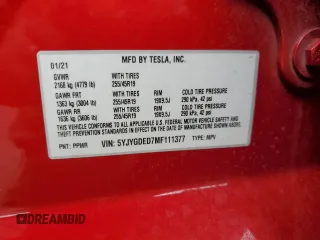 MFD BY TESLA, INC.
01/21
GVWR WITH TIRES
2168 kg (4779 lb) 255/45R19
GAWR FRT WITH TIRES RIM COLD TIRE PRESSURE
1363 kg (3004 lb) 255/45R19 19X9.5J 290 kPa, 42 psi
GAWR RR WITH TIRES RIM COLD TIRE PRESSURE
1636 kg (3606 lb) 255/45R19 19X9.5J 290 kPa, 42 psi
THIS VEHICLE CONFORMS TO ALL APPLICABLE FEDERAL MOTOR VEHICLE SAFETY AND
THEFT PREVENTION STANDARDS IN EFFECT ON THE DATE OF MANUFACTURE SHOWN ABOVE.
PNT: PPMR VIN: 5YJYGDED7MF111377 TYPE: MPV
DREAMBID